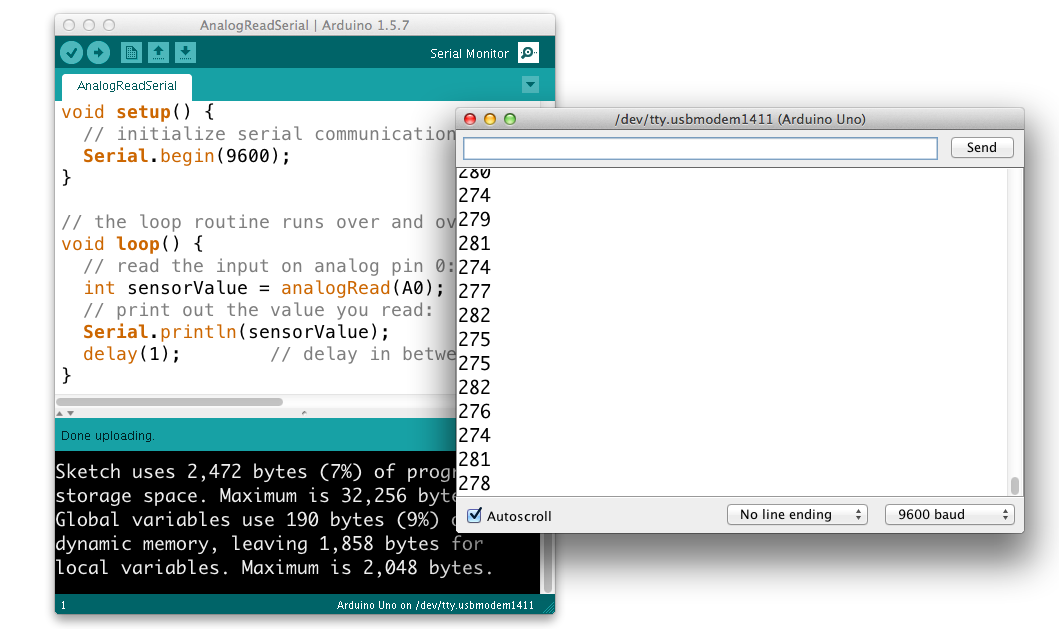 AnalogReadSerial | Arduino 1.5.7
Serial Monitor
AnalogReadSerial
void setup() {
// initialize serial communication
Serial.begin(9600);
}
// the loop routine runs over and
void loop() {
// read the input on analog pin 0:
int sensorValue = analogRead(A0);
// print out the value you read:
Serial.println(sensorValue);
delay(1); // delay in
}
Done uploading.
Sketch uses 2,472 bytes (7%) of
storage space. Maximum is 32,256
Global variables use 190 bytes (9%)
dynamic memory, leaving 1,858 bytes for
local variables. Maximum is 2,048 bytes.
1
Arduino Uno on /dev/tty.usbmodem1411
/dev/tty.usbmodem1411 (Arduino Uno)
Send
280
274
279
281
274
277
282
275
275
282
276
274
281
278
Autoscroll
No line ending
9600 baud